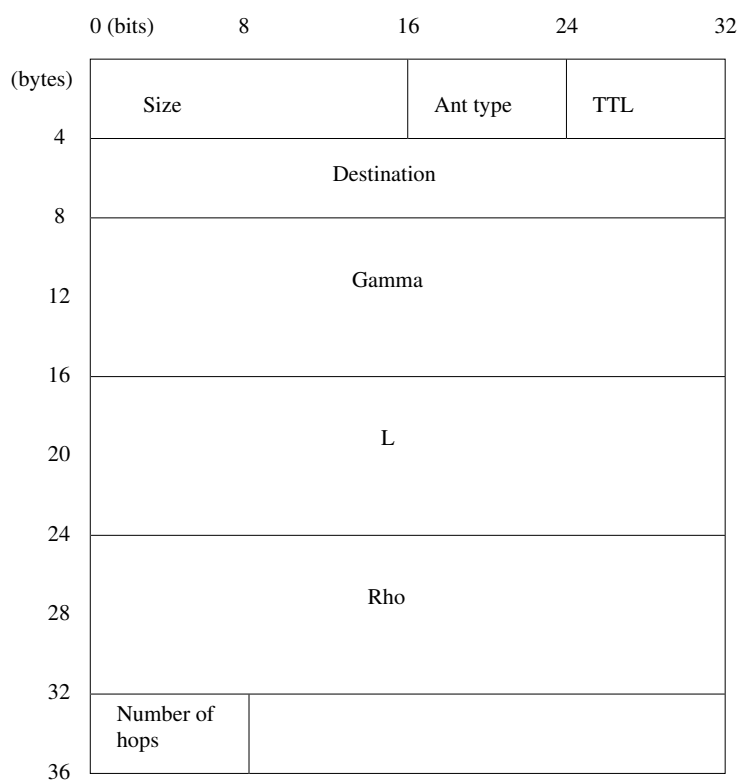 0 (bits) 8 16 24 32
(bytes)
Size Ant type TTL
4
Destination
8
Gamma
12
16
L
20
24
Rho
28
32
Number of
hops
36